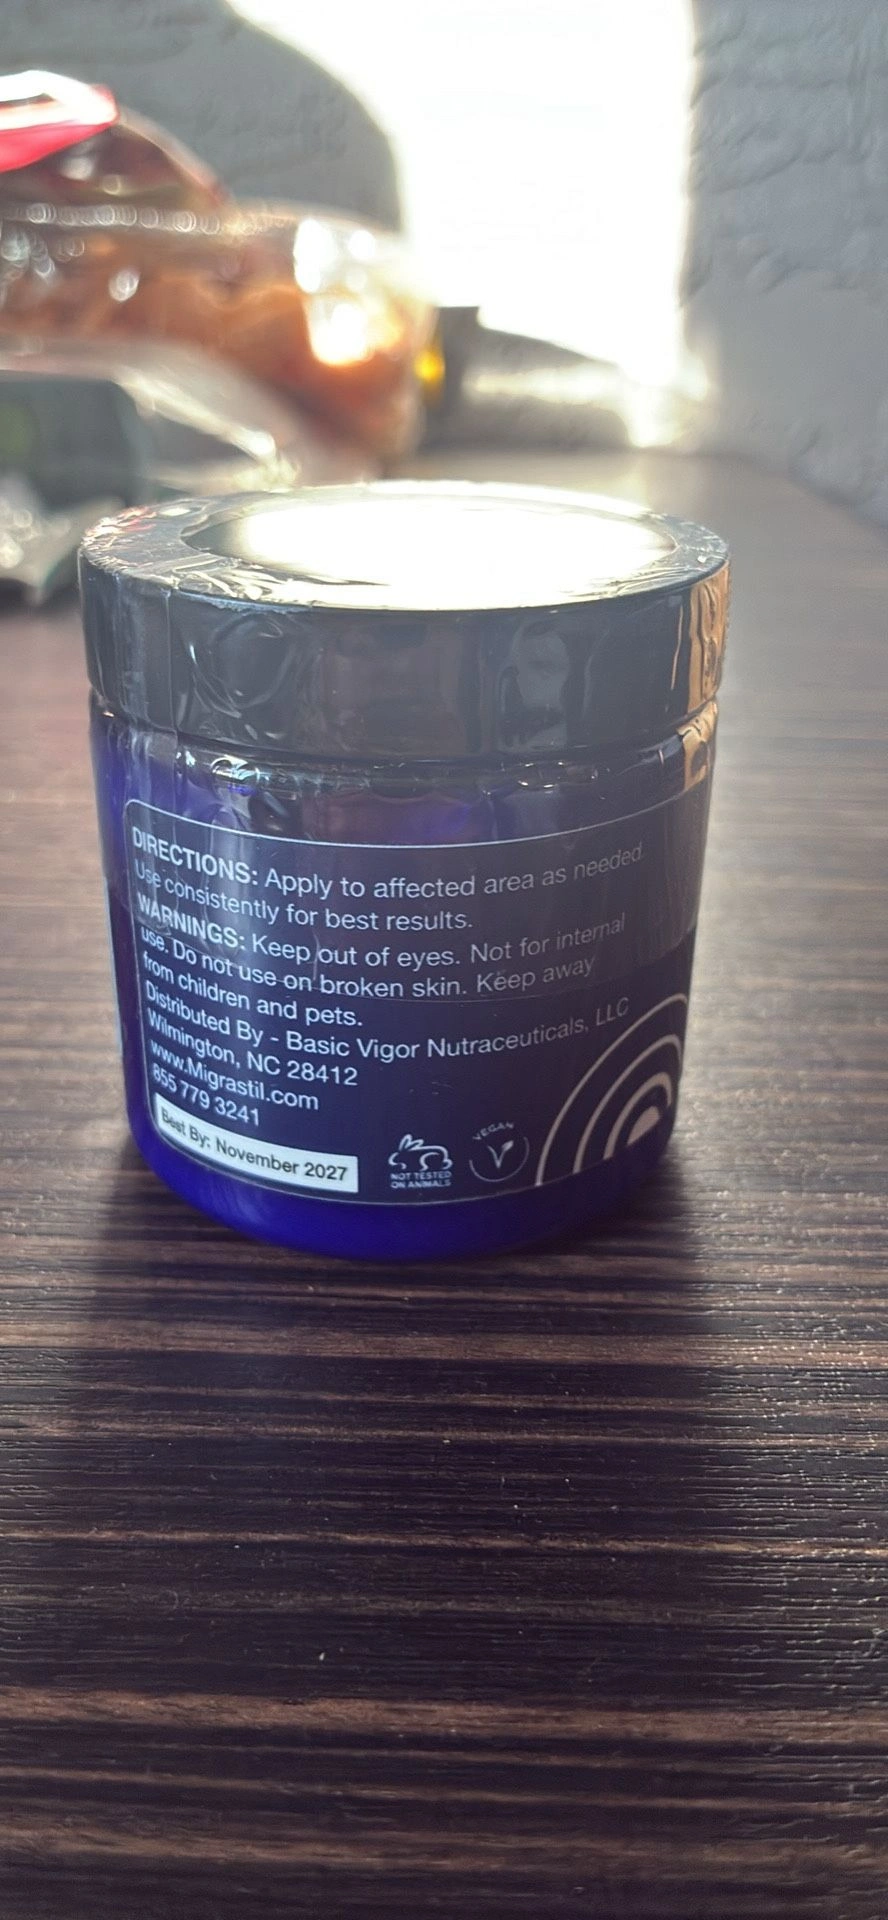 DIRECTIONS: Apply to affected area as needed.
Use consistently for best results.
WARNINGS: Keep out of eyes. Not for internal
use. Do not use on broken skin. Keep away
from children and pets.
Distributed By - Basic Vigor Nutraceuticals, LLC
Wilmington, NC 28412
www.Migrastil.com
855 779 3241
Best By: November 2027
NOT TESTED
ON ANIMALS
VEGAN